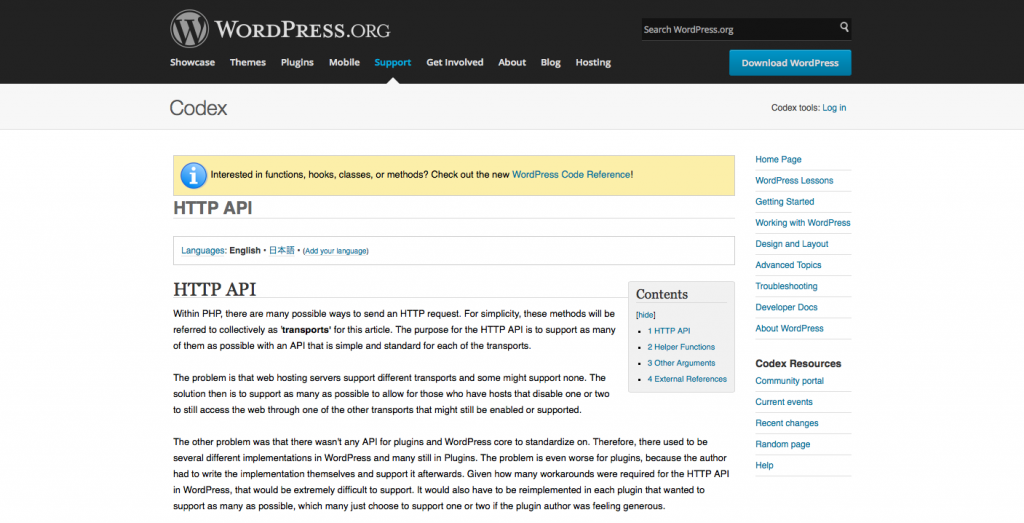 WORDPRESS.ORG
Search WordPress.org
Showcase Themes Plugins Mobile Support Get Involved About Blog Hosting
Download WordPress
Codex
Codex tools: Log in
Interested in functions, hooks, classes, or methods? Check out the new WordPress Code Reference!
HTTP API
Languages: English • 日本語 • (Add your language)
HTTP API
Within PHP, there are many possible ways to send an HTTP request. For simplicity, these methods will be
referred to collectively as 'transports' for this article. The purpose for the HTTP API is to support as many
of them as possible with an API that is simple and standard for each of the transports.
The problem is that web hosting servers support different transports and some might support none. The
solution then is to support as many as possible to allow for those who have hosts that disable one or two
to still access the web through one of the other transports that might still be enabled or supported.
The other problem was that there wasn't any API for plugins and WordPress core to standardize on. Therefore, there used to be
several different implementations in WordPress and many still in Plugins. The problem is even worse for plugins, because the author
had to write the implementation themselves and support it afterwards. Given how many workarounds were required for the HTTP API
in WordPress, that would be extremely difficult to support. It would also have to be reimplemented in each plugin that wanted to
support as many as possible, which many just choose to support one or two if the plugin author was feeling generous.
Contents
[hide]
1 HTTP API
2 Helper Functions
3 Other Arguments
4 External References
Home Page
WordPress Lessons
Getting Started
Working with WordPress
Design and Layout
Advanced Topics
Troubleshooting
Developer Docs
About WordPress
Codex Resources
Community portal
Current events
Recent changes
Random page
Help